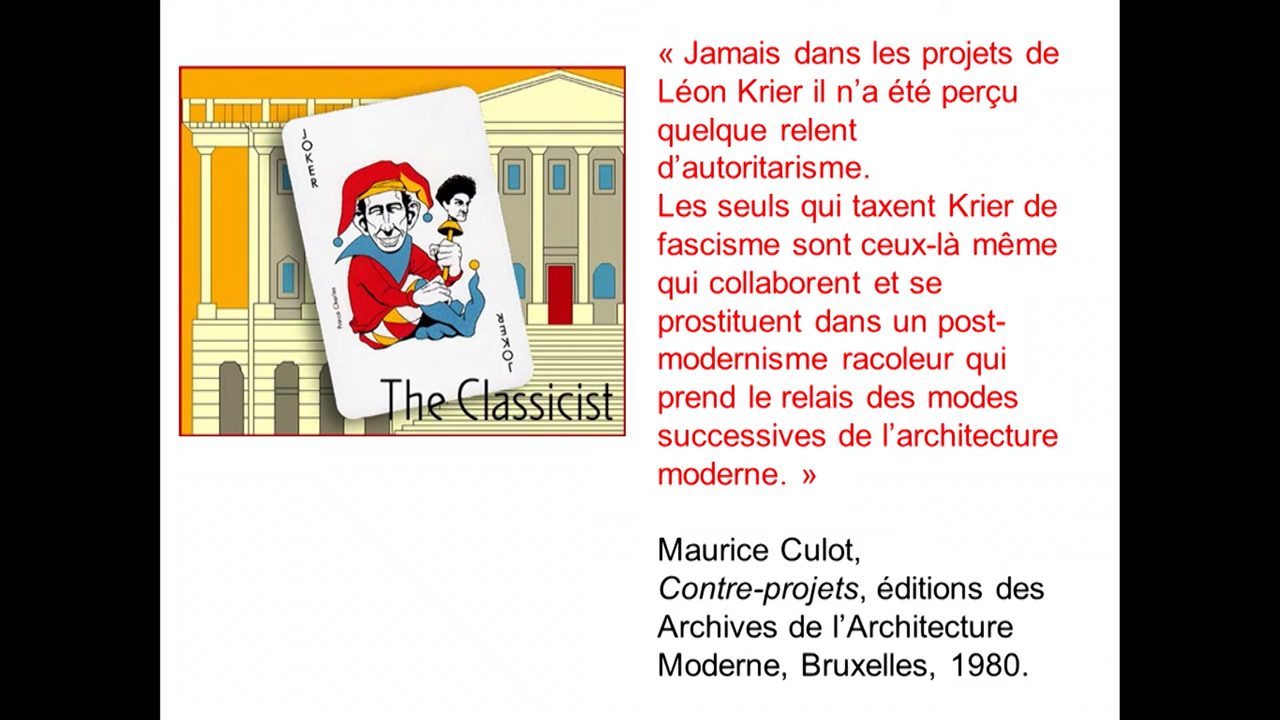 JOKER
Prince Charles
JOKER
The Classicist
« Jamais dans les projets de
Léon Krier il n’a été perçu
quelque relent
d’autoritarisme.
Les seuls qui taxent Krier de
fascisme sont ceux-là même
qui collaborent et se
prostituent dans un post-
modernisme racoleur qui
prend le relais des modes
successives de l’architecture
moderne. »
Maurice Culot,
Contre-projets, éditions des
Archives de l’Architecture
Moderne, Bruxelles, 1980.